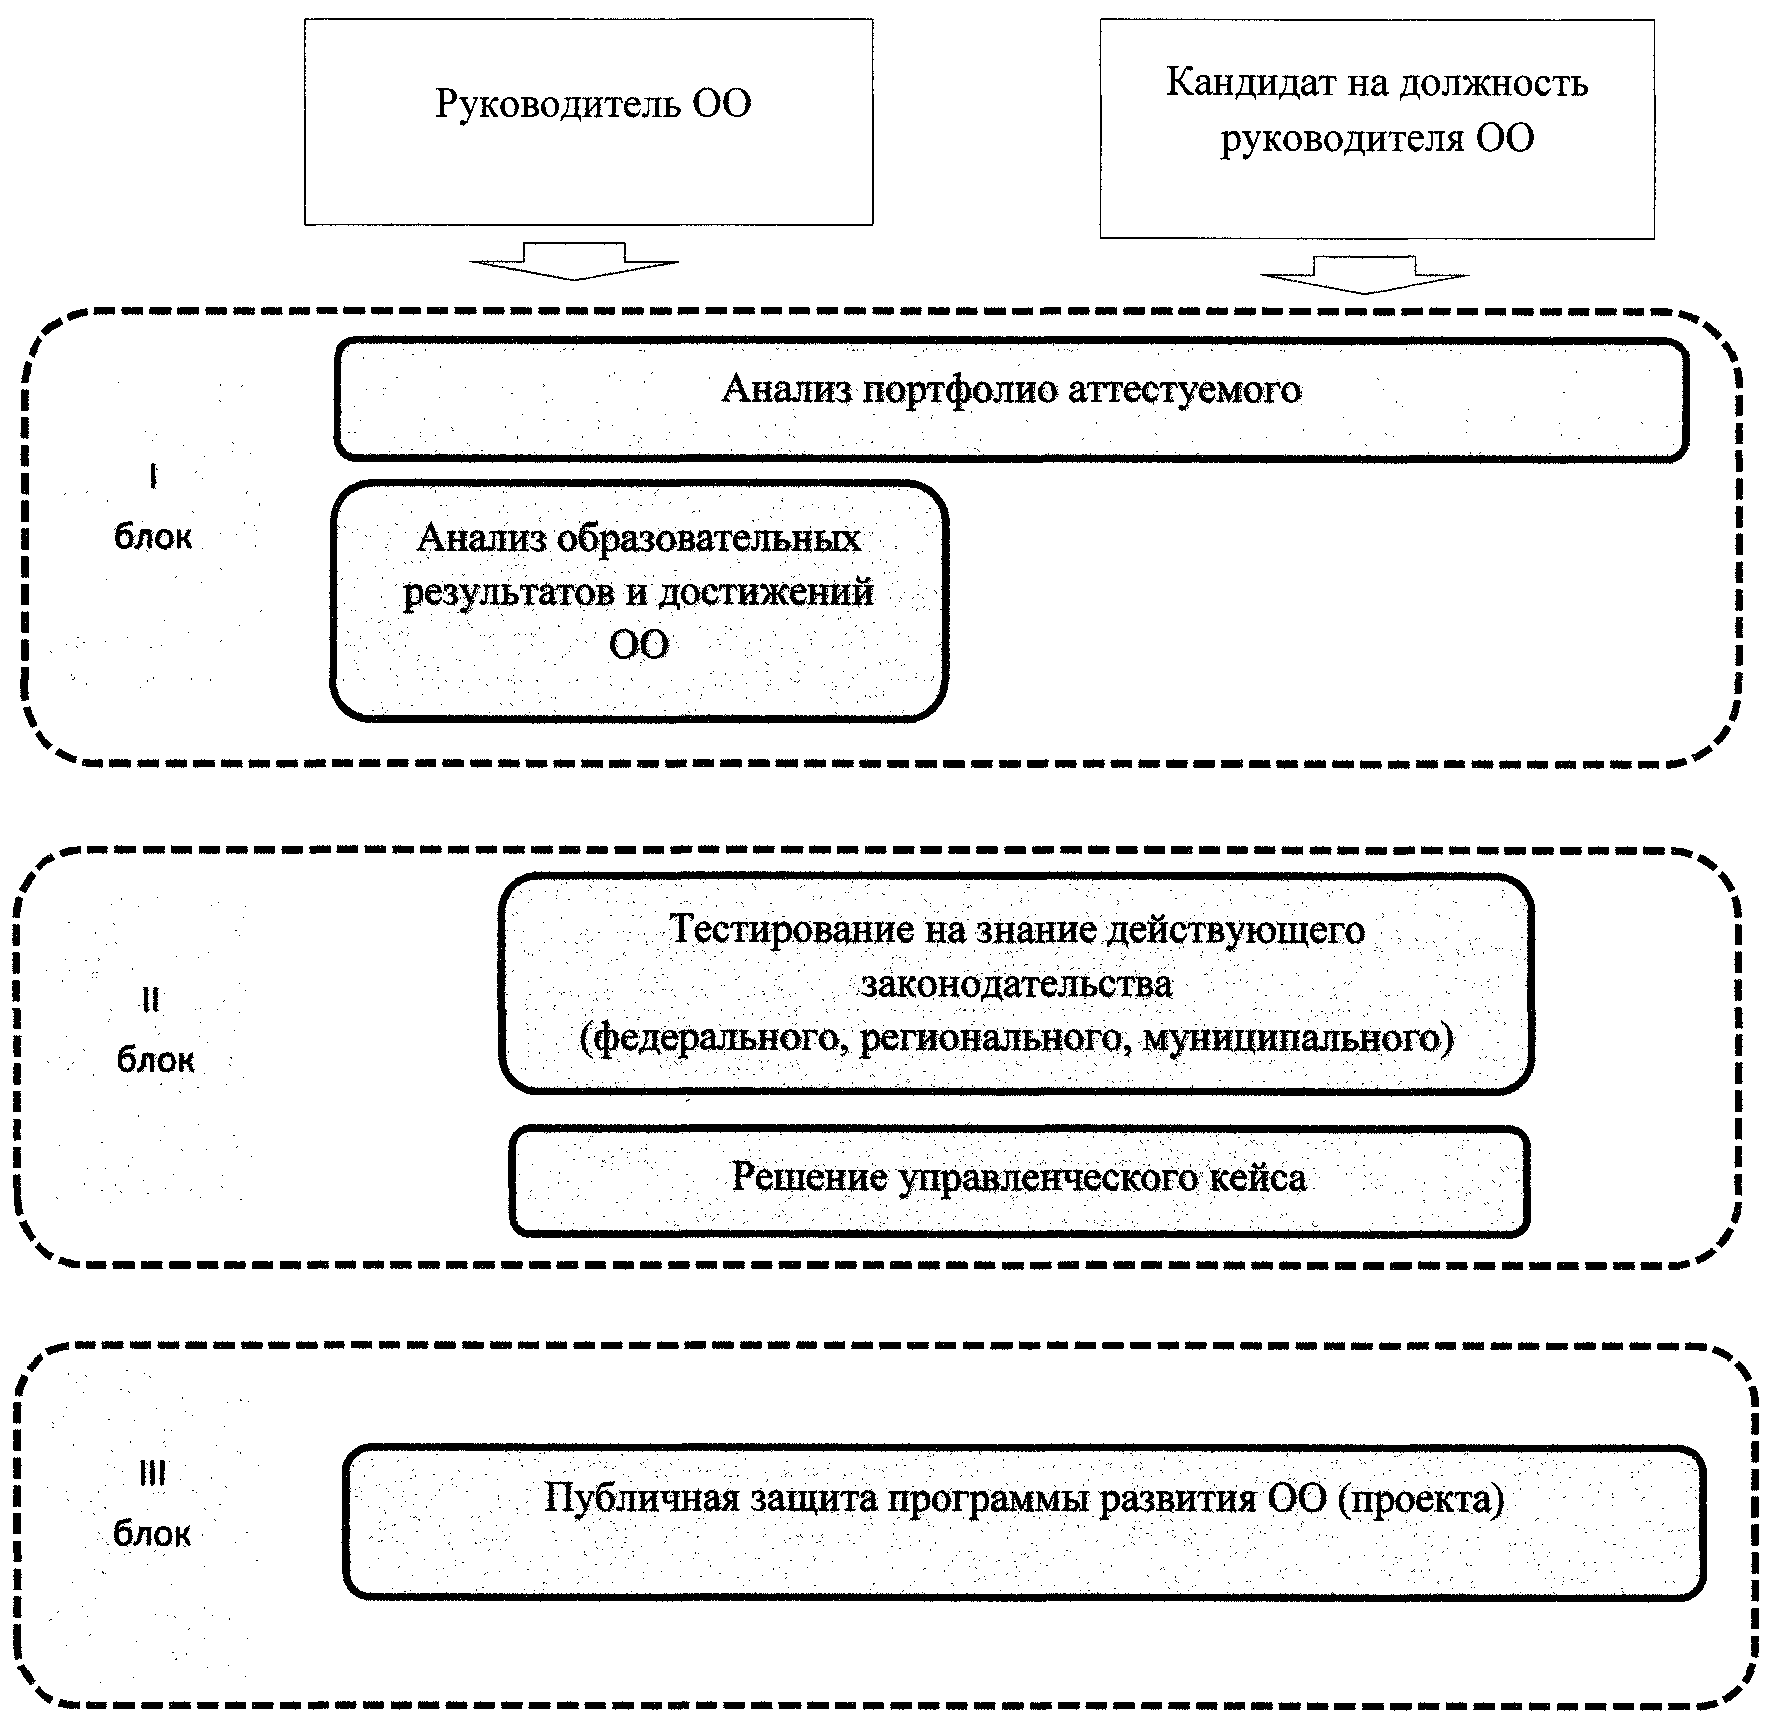 Руководитель ОО
Кандидат на должность
руководителя ОО
Анализ портфолио аттестуемого
I
блок
Анализ образовательных
результатов и достижений
ОО
Тестирование на знание действующего
законодательства
(федерального, регионального, муниципального)
II
блок
Решение управленческого кейса
III
блок
Публичная защита программы развития ОО (проекта)